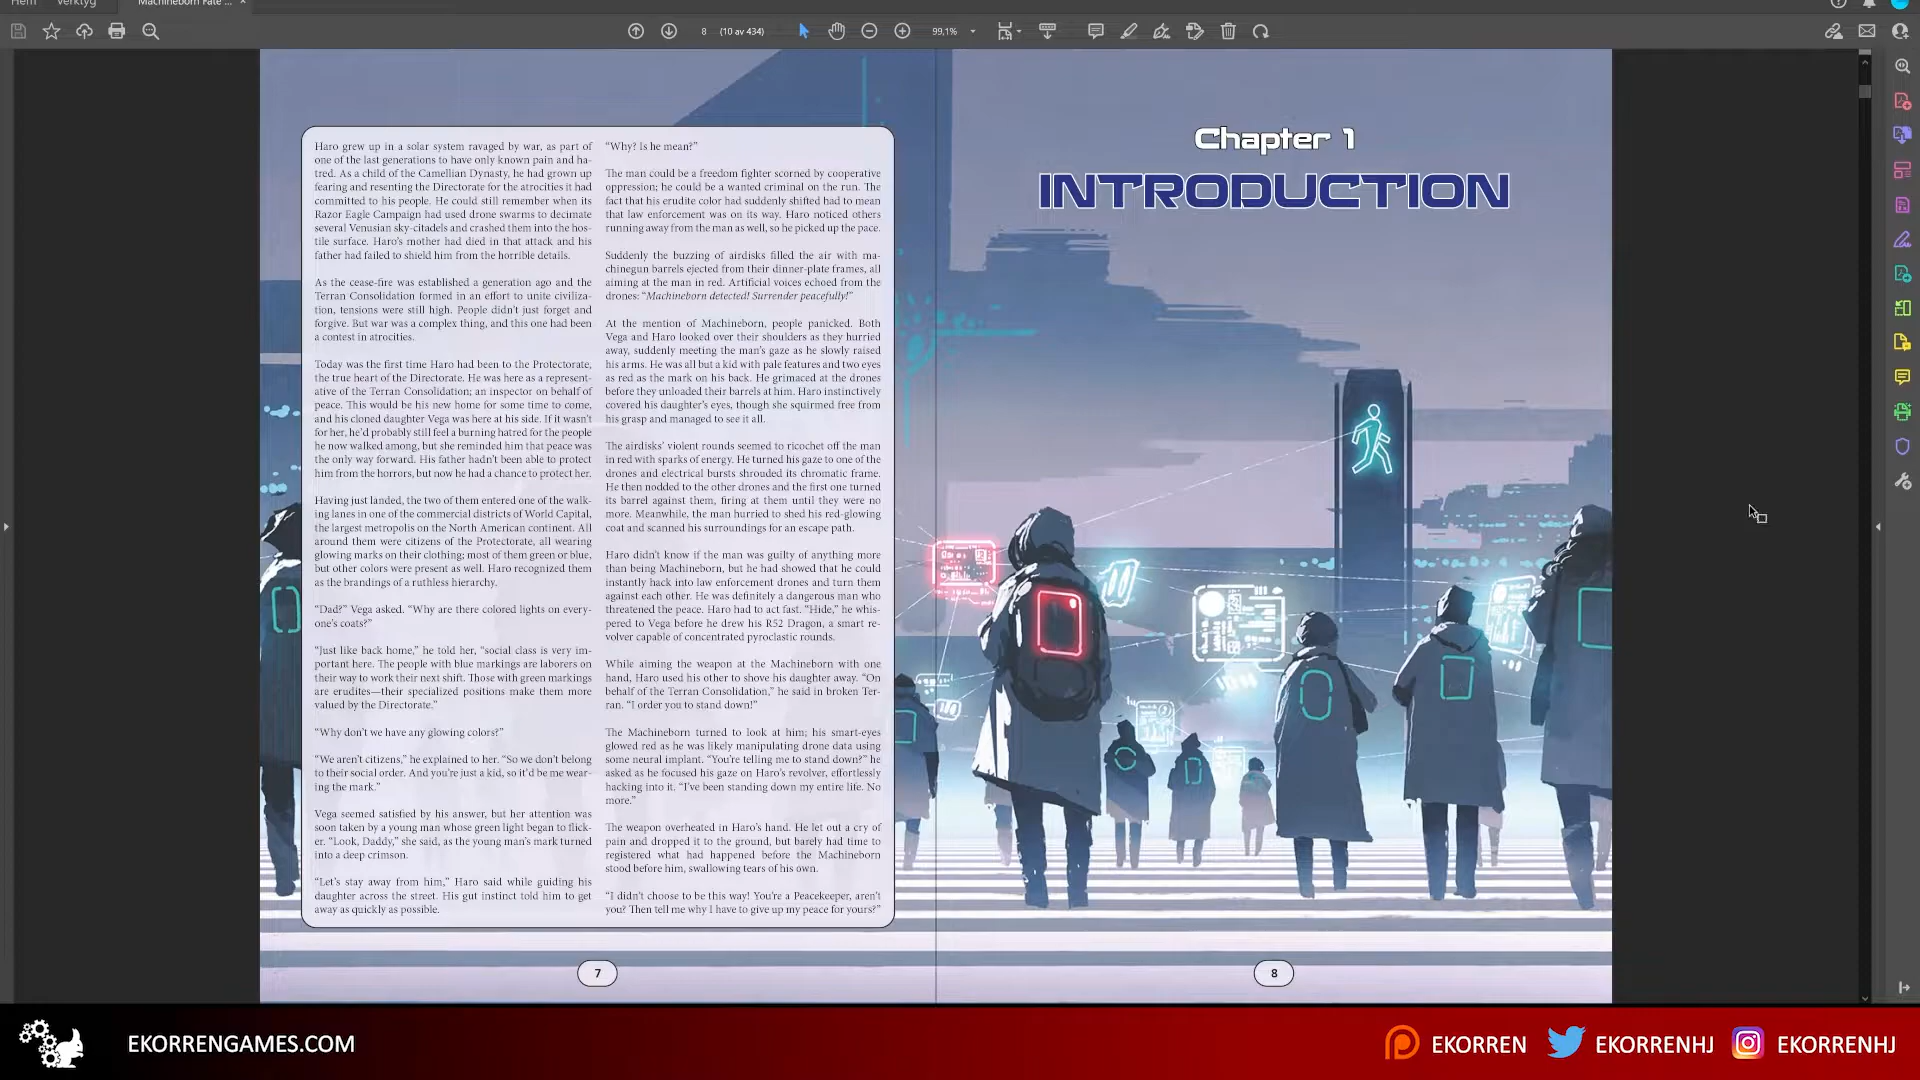 Hem
Verktyg
Machineborn Fate ...
8
(10 av 434)
99,1%
Haro grew up in a solar system ravaged by war, as part of
one of the last generations to have only known pain and ha-
tred. As a child of the Camellian Dynasty, he had grown up
fearing and resenting the Directorate for the atrocities it had
committed to his people. He could still remember when its
Razor Eagle Campaign had used drone swarms to decimate
several Venusian sky-citadels and crashed them into the hos-
tile surface. Haro's mother had died in that attack and his
father had failed to shield him from the horrible details.
As the cease-fire was established a generation ago and the
Terran Consolidation formed in an effort to unite civiliza-
tion, tensions were still high. People didn't just forget and
forgive. But war was a complex thing, and this one had been
a contest in atrocities.
Today was the first time Haro had been to the Protectorate,
the true heart of the Directorate. He was here as a represent-
ative of the Terran Consolidation; an inspector on behalf of
peace. This would be his new home for some time to come,
and his cloned daughter Vega was here at his side. If it wasn't
for her, he'd probably still feel a burning hatred for the people
he now walked among, but she reminded him that peace was
the only way forward. His father hadn't been able to protect
him from the horrors, but now he had a chance to protect her.
Having just landed, the two of them entered one of the walk-
ing lanes in one of the commercial districts of World Capital,
the largest metropolis on the North American continent. All
around them were citizens of the Protectorate, all wearing
glowing marks on their clothing; most of them green or blue,
but other colors were present as well. Haro recognized them
as the brandings of a ruthless hierarchy.
"Dad?" Vega asked. "Why are there colored lights on every-
one's coats?"
"Just like back home," he told her, "social class is very im-
portant here. The people with blue markings are laborers on
their way to work their next shift. Those with green markings
are erudites—their specialized positions make them more
valued by the Directorate."
"Why don't we have any glowing colors?"
"We aren't citizens," he explained to her. "So we don't belong
to their social order. And you're just a kid, so it'd be me wear-
ing the mark."
Vega seemed satisfied by his answer, but her attention was
soon taken by a young man whose green light began to flick-
er. "Look, Daddy," she said, as the young man's mark turned
into a deep crimson.
"Let's stay away from him," Haro said while guiding his
daughter across the street. His gut instinct told him to get
away as quickly as possible.
"Why? Is he mean?"
The man could be a freedom fighter scorned by cooperative
oppression; he could be a wanted criminal on the run. The
fact that his erudite color had suddenly shifted had to mean
that law enforcement was on its way. Haro noticed others
running away from the man as well, so he picked up the pace.
Suddenly the buzzing of airdisks filled the air with ma-
chinegun barrels ejected from their dinner-plate frames, all
aiming at the man in red. Artificial voices echoed from the
drones: "Machineborn detected! Surrender peacefully!"
At the mention of Machineborn, people panicked. Both
Vega and Haro looked over their shoulders as they hurried
away, suddenly meeting the man's gaze as he slowly raised
his arms. He was all but a kid with pale features and two eyes
as red as the mark on his back. He grimaced at the drones
before they unloaded their barrels at him. Haro instinctively
covered his daughter's eyes, though she squirmed free from
his grasp and managed to see it all.
The airdisks' violent rounds seemed to ricochet off the man
in red with sparks of energy. He turned his gaze to one of the
drones and electrical bursts shrouded its chromatic frame.
He then nodded to the other drones and the first one turned
its barrel against them, firing at them until they were no
more. Meanwhile, the man hurried to shed his red-glowing
coat and scanned his surroundings for an escape path.
Haro didn't know if the man was guilty of anything more
than being Machineborn, but he had showed that he could
instantly hack into law enforcement drones and turn them
against each other. He was definitely a dangerous man who
threatened the peace. Haro had to act fast. "Hide," he whis-
pered to Vega before he drew his R52 Dragon, a smart re-
volver capable of concentrated pyroclastic rounds.
While aiming the weapon at the Machineborn with one
hand, Haro used his other to shove his daughter away. "On
behalf of the Terran Consolidation," he said in broken Ter-
ran. "I order you to stand down!"
The Machineborn turned to look at him; his smart-eyes
glowed red as he was likely manipulating drone data using
some neural implant. "You're telling me to stand down?" he
asked as he focused his gaze on Haro's revolver, effortlessly
hacking into it. "I've been standing down my entire life. No
more."
The weapon overheated in Haro's hand. He let out a cry of
pain and dropped it to the ground, but barely had time to
registered what had happened before the Machineborn
stood before him, swallowing tears of his own.
"I didn't choose to be this way! You're a Peacekeeper, aren't
you? Then tell me why I have to give up my peace for yours?"
7
Chapter 1
INTRODUCTION
8
EKORRENGAMES.COM
EKORREN
EKORRENHJ
EKORRENHJ